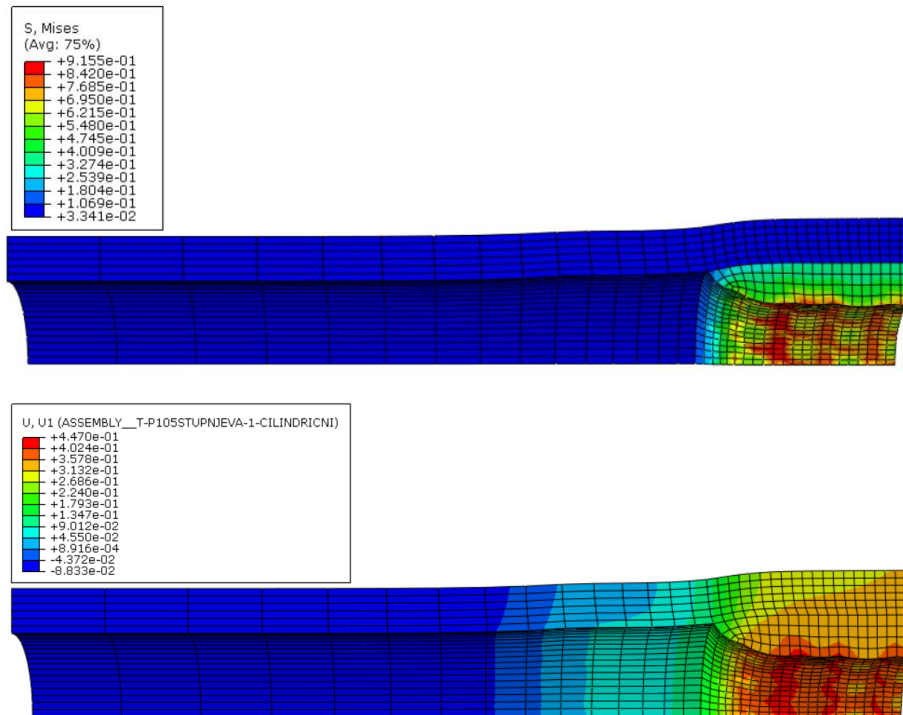 S, Mises
(Avg: 75%)
+9.155e-01
+8.420e-01
+7.685e-01
+6.950e-01
+6.215e-01
+5.480e-01
+4.745e-01
+4.009e-01
+3.274e-01
+2.539e-01
+1.804e-01
+1.069e-01
+3.341e-02
U, U1 (ASSEMBLY__T-P105STUPNJEVA-1-CILINDRICNI)
+4.470e-01
+4.024e-01
+3.578e-01
+3.132e-01
+2.686e-01
+2.240e-01
+1.793e-01
+1.347e-01
+9.012e-02
+4.550e-02
+8.916e-04
-4.372e-02
-8.833e-02